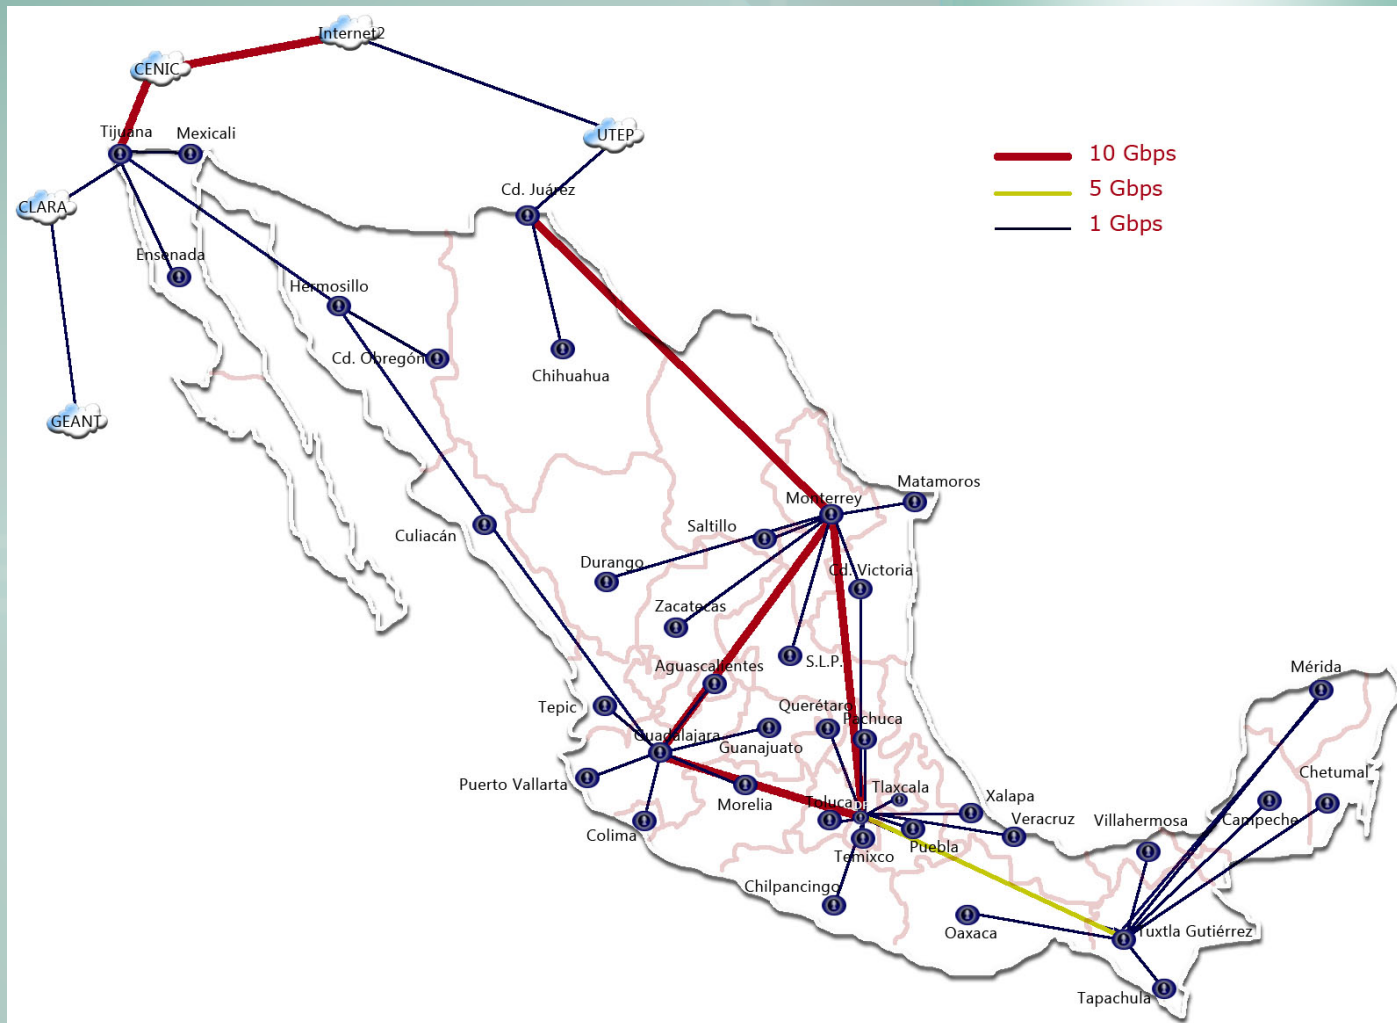 Internet2
CENIC
Tijuana
Mexicali
UTEP
10 Gbps
5 Gbps
1 Gbps
CLARA
Cd. Juárez
Ensenada
Hermosillo
Cd. Obregón
Chihuahua
GEANT
Matamoros
Monterrey
Saltillo
Culiacán
Durango
Cd. Victoria
Zacatecas
Aguascalientes
S.L.P.
Mérida
Tepic
Querétaro
Pachuca
Guadalajara
Guanajuato
Puerto Vallarta
Morelia
Tlaxcala
Toluca
DF
Xalapa
Chetumal
Colima
Temixco
Puebla
Veracruz
Villahermosa
Campeche
Chilpancingo
Oaxaca
Tuxtla Gutiérrez
Tapachula